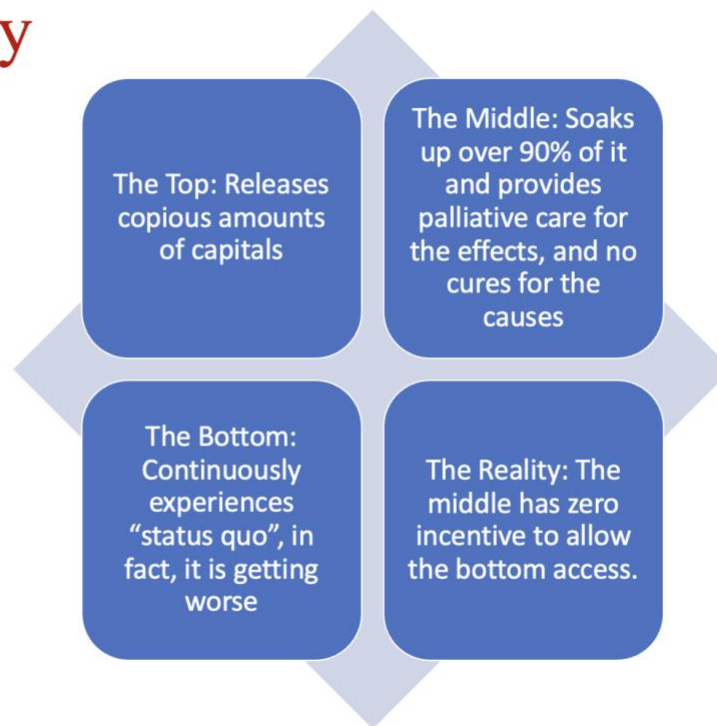 y
The Top: Releases
copious amounts
of capitals
The Middle: Soaks
up over 90% of it
and provides
palliative care for
the effects, and no
cures for the
causes
The Bottom:
Continuously
experiences
“status quo”, in
fact, it is getting
worse
The Reality: The
middle has zero
incentive to allow
the bottom access.